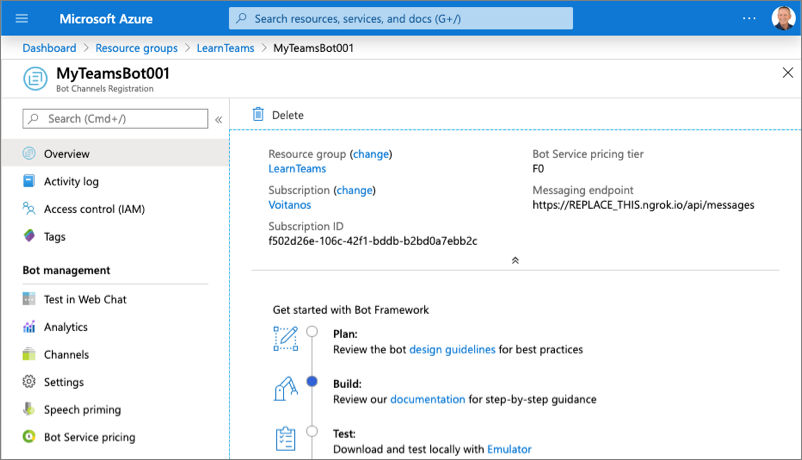 Microsoft Azure
Search resources, services, and docs (G+/)
Dashboard > Resource groups > LearnTeams > MyTeamsBot001
MyTeamsBot001
Bot Channels Registration
Search (Cmd+/)
Overview
Activity log
Access control (IAM)
Tags
Bot management
Test in Web Chat
Analytics
Channels
Settings
Speech priming
Bot Service pricing
Delete
Resource group (change)
LearnTeams
Subscription (change)
Voitanos
Subscription ID
f502d26e-106c-42f1-bddb-b2bd0a7ebb2c
Bot Service pricing tier
F0
Messaging endpoint
https://REPLACE_THIS.ngrok.io/api/messages
Get started with Bot Framework
Plan:
Review the bot design guidelines for best practices
Build:
Review our documentation for step-by-step guidance
Test:
Download and test locally with Emulator